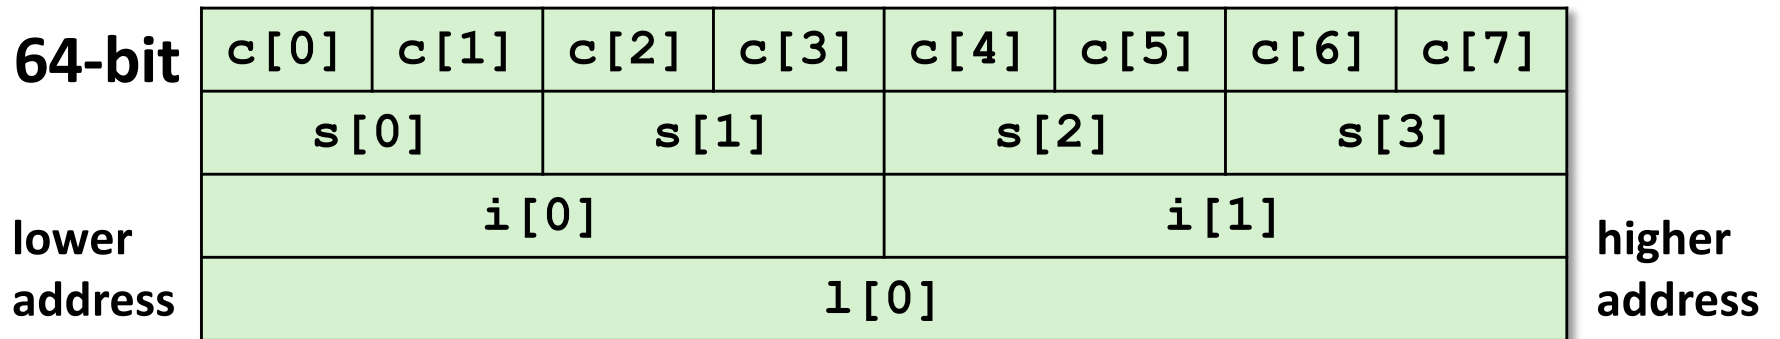 64-bit
c[0] c[1] c[2] c[3] c[4] c[5] c[6] c[7]
s[0] s[1] s[2] s[3]
i[0] i[1]
lower
address
l[0]
higher
address